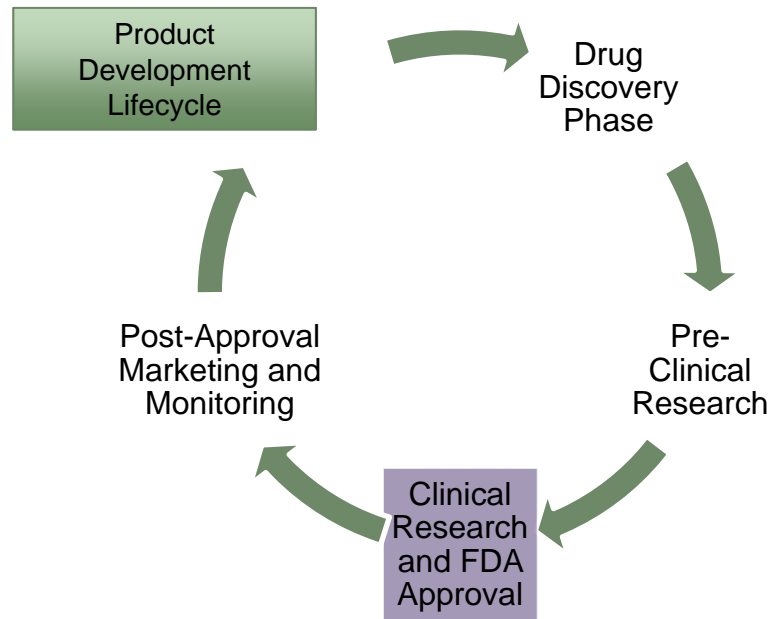 Product
Development
Lifecycle
Drug
Discovery
Phase
Pre-
Clinical
Research
Clinical
Research
and FDA
Approval
Post-Approval
Marketing and
Monitoring